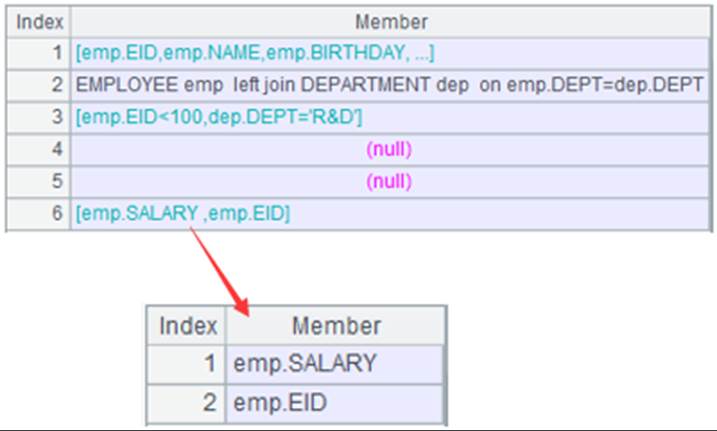 Index Member
1 [emp.EID,emp.NAME,emp.BIRTHDAY, ...]
2 EMPLOYEE emp left join DEPARTMENT dep on emp.DEPT=dep.DEPT
3 [emp.EID<100,dep.DEPT='R&D']
4 (null)
5 (null)
6 [emp.SALARY ,emp.EID]
Index Member
1 emp.SALARY
2 emp.EID